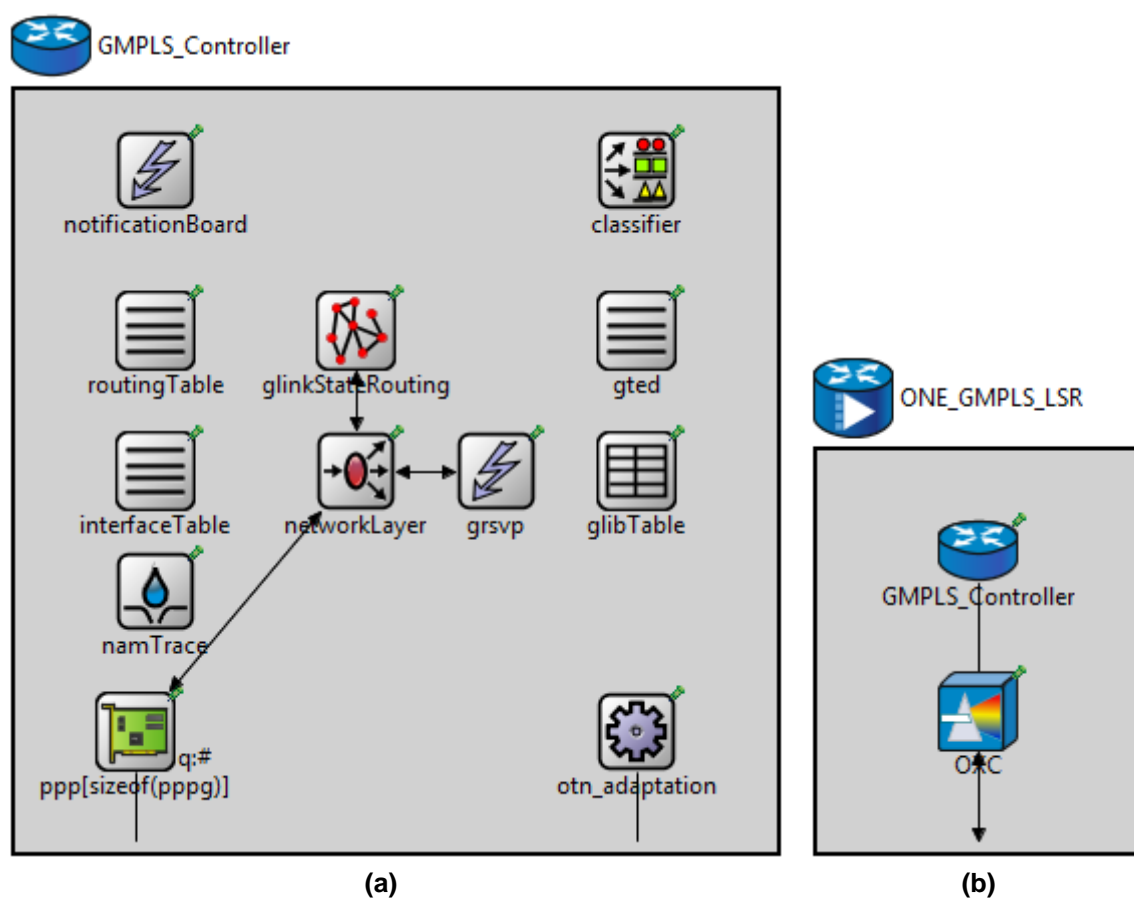 GMPLS_Controller
notificationBoard
classifier
routingTable
glinkStateRouting
gted
interfaceTable
networkLayer
grsvp
glibTable
namTrace
q:#
ppp[sizeof(pppg)]
otn_adaptation
(a)
ONE_GMPLS_LSR
GMPLS_Controller
OXC
(b)